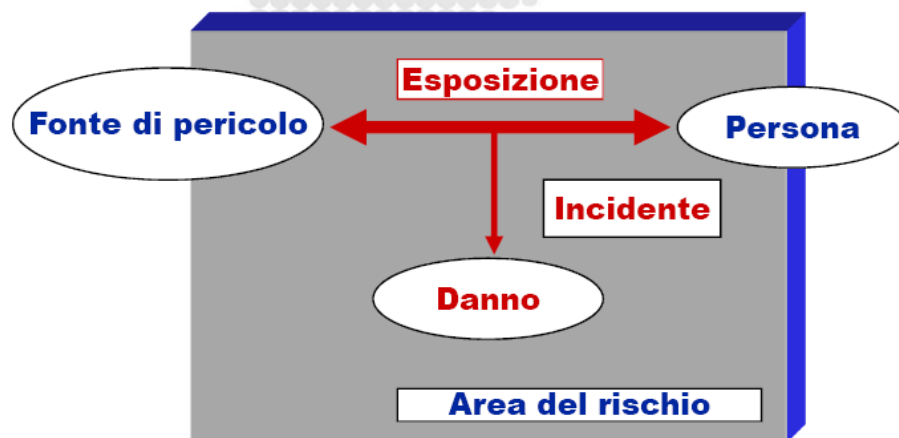 Esposizione
Fonte di pericolo
Persona
Incidente
Danno
Area del rischio